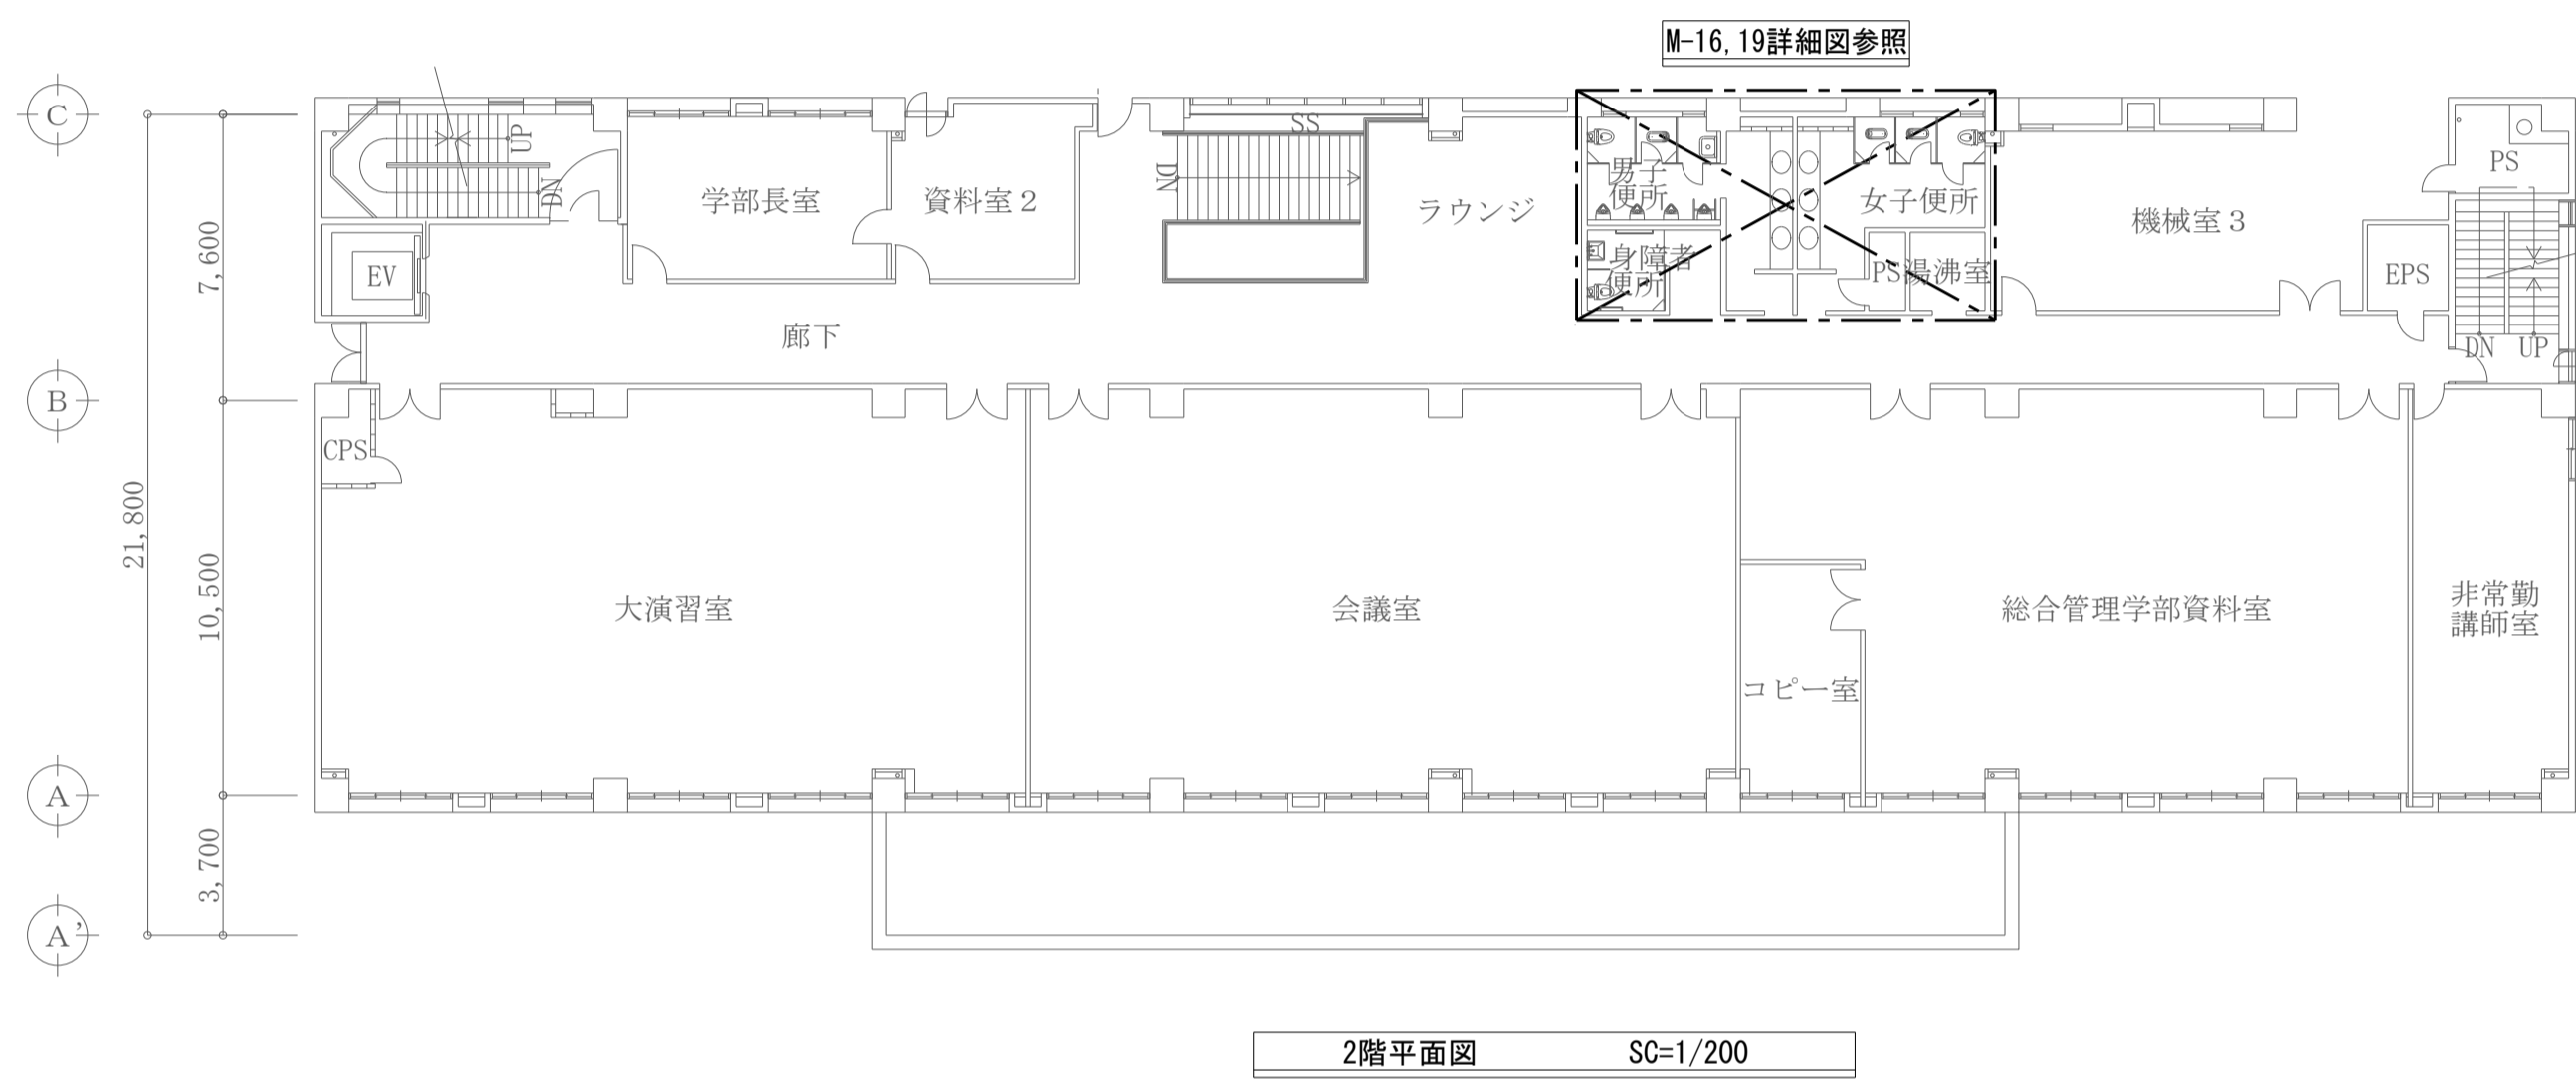 M-16,19詳細図参照
C
UP
DN
SS
DN
学部長室
資料室2
ラウンジ
男子
便所
女子便所
身障者
便所
PS
湯沸室
機械室3
PS
EPS
EV
DN
UP
廊下
7,600
B
CPS
21,800
10,500
大演習室
会議室
コピー室
総合管理学部資料室
非常勤
講師室
A
3,700
A'
2階平面図 SC=1/200